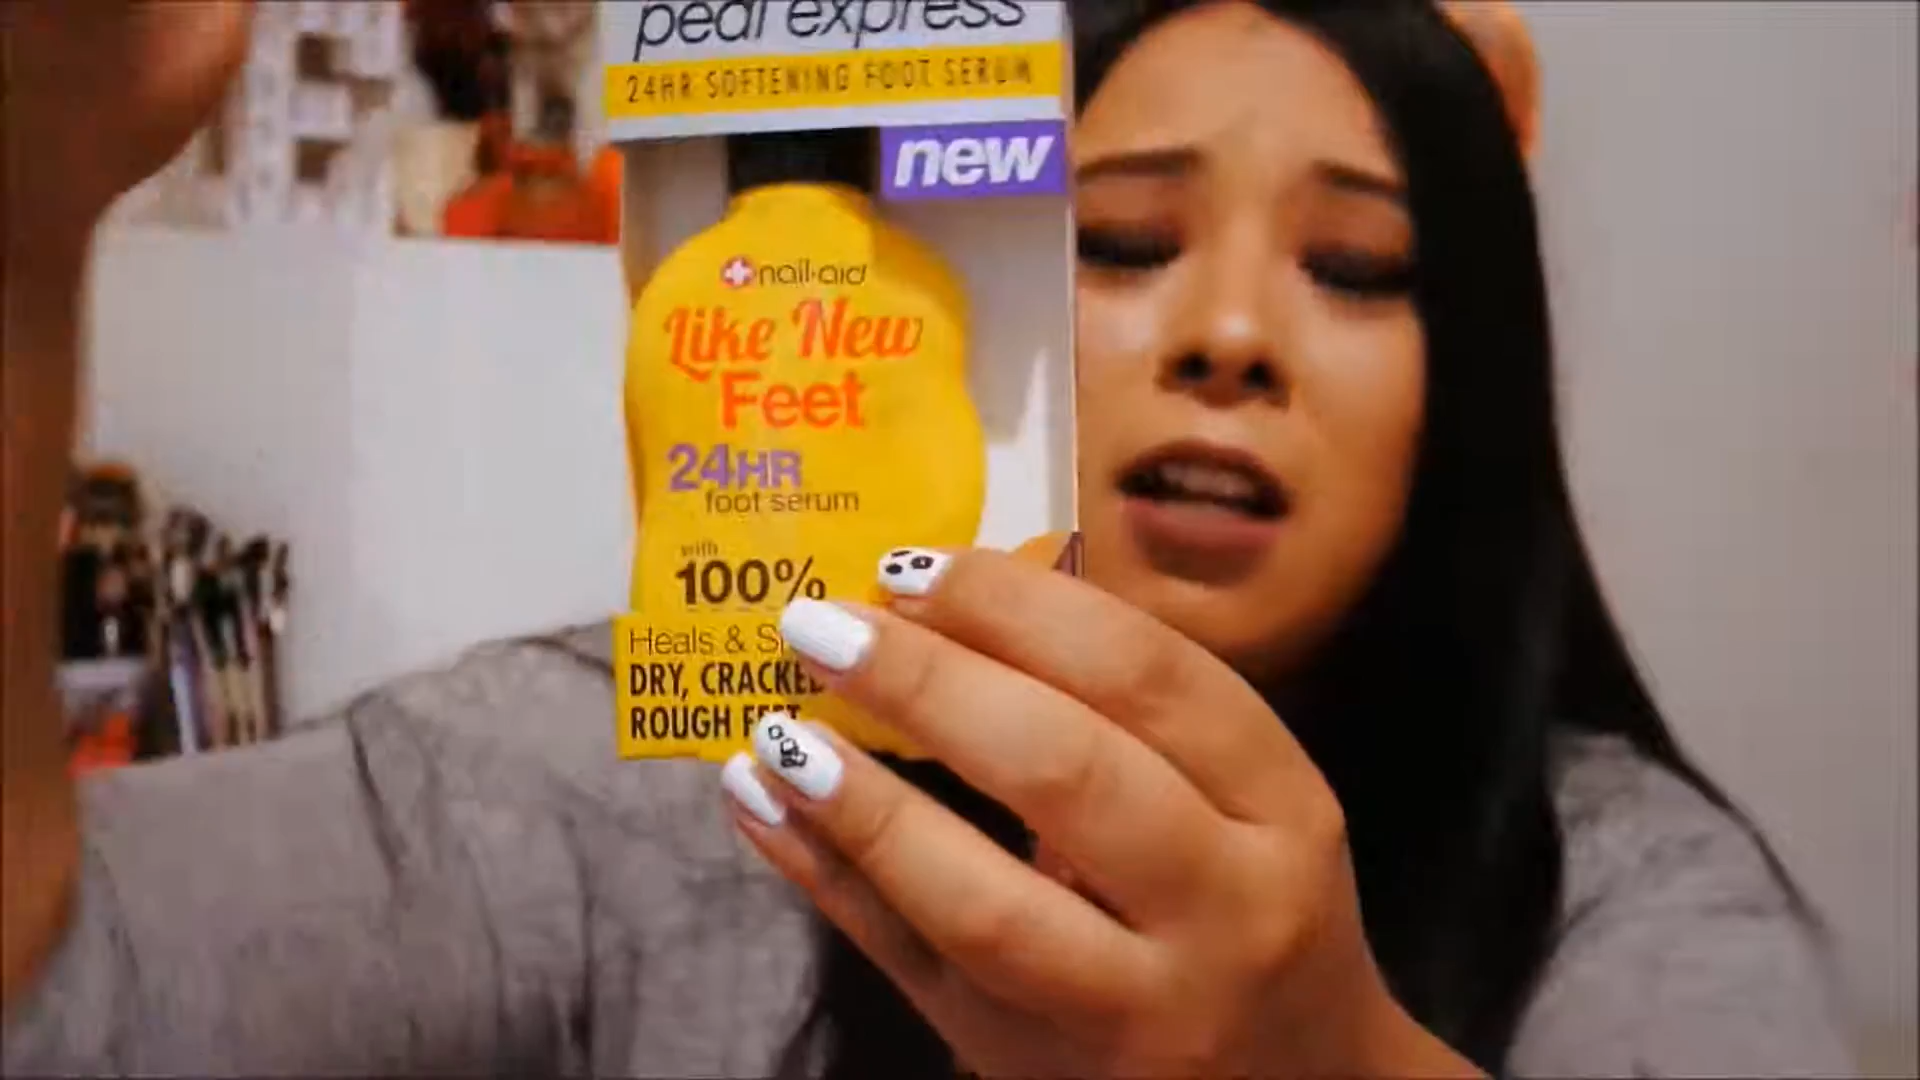 pedi express
24HR SOFTENING FOOT SERUM
new
nail-aid
Like New
Feet
24HR
foot serum
with
100%
Heals &
DRY, CRACKED
ROUGH FEET